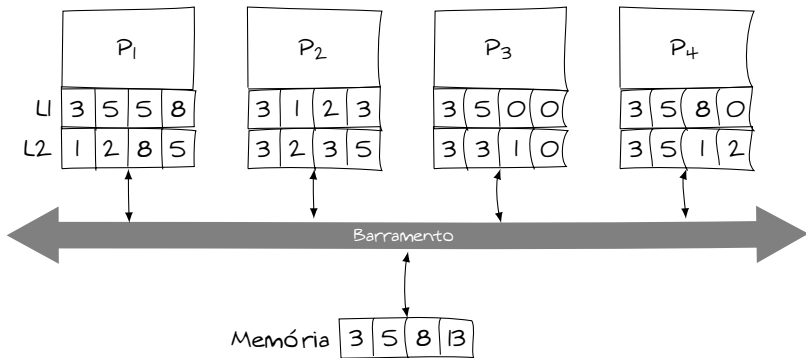 P1 P2 P3 P4
L1 3 5 5 8 3 1 2 3 3 5 0 0 3 5 8 0
L2 1 2 8 5 3 2 3 5 3 3 1 0 3 5 1 2
Barramento
Memória 3 5 8 13